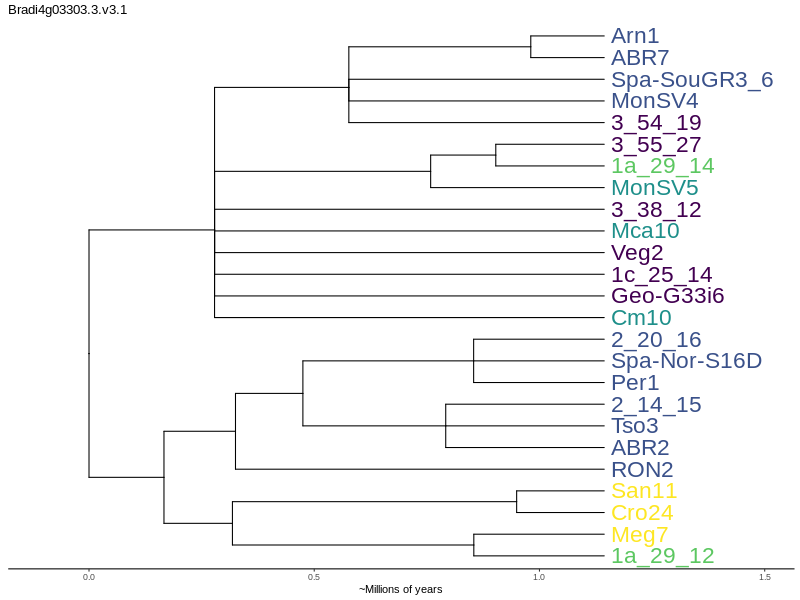 Bradi4g03303.3.v3.1
Arn1
ABR7
Spa-SouGR3_6
MonSV4
3_54_19
3_55_27
1a_29_14
MonSV5
3_38_12
Mca10
Veg2
1c_25_14
Geo-G33i6
Cm10
2_20_16
Spa-Nor-S16D
Per1
2_14_15
Tso3
ABR2
RON2
San11
Cro24
Meg7
1a_29_12
0.0 0.5 1.0 1.5
~Millions of years